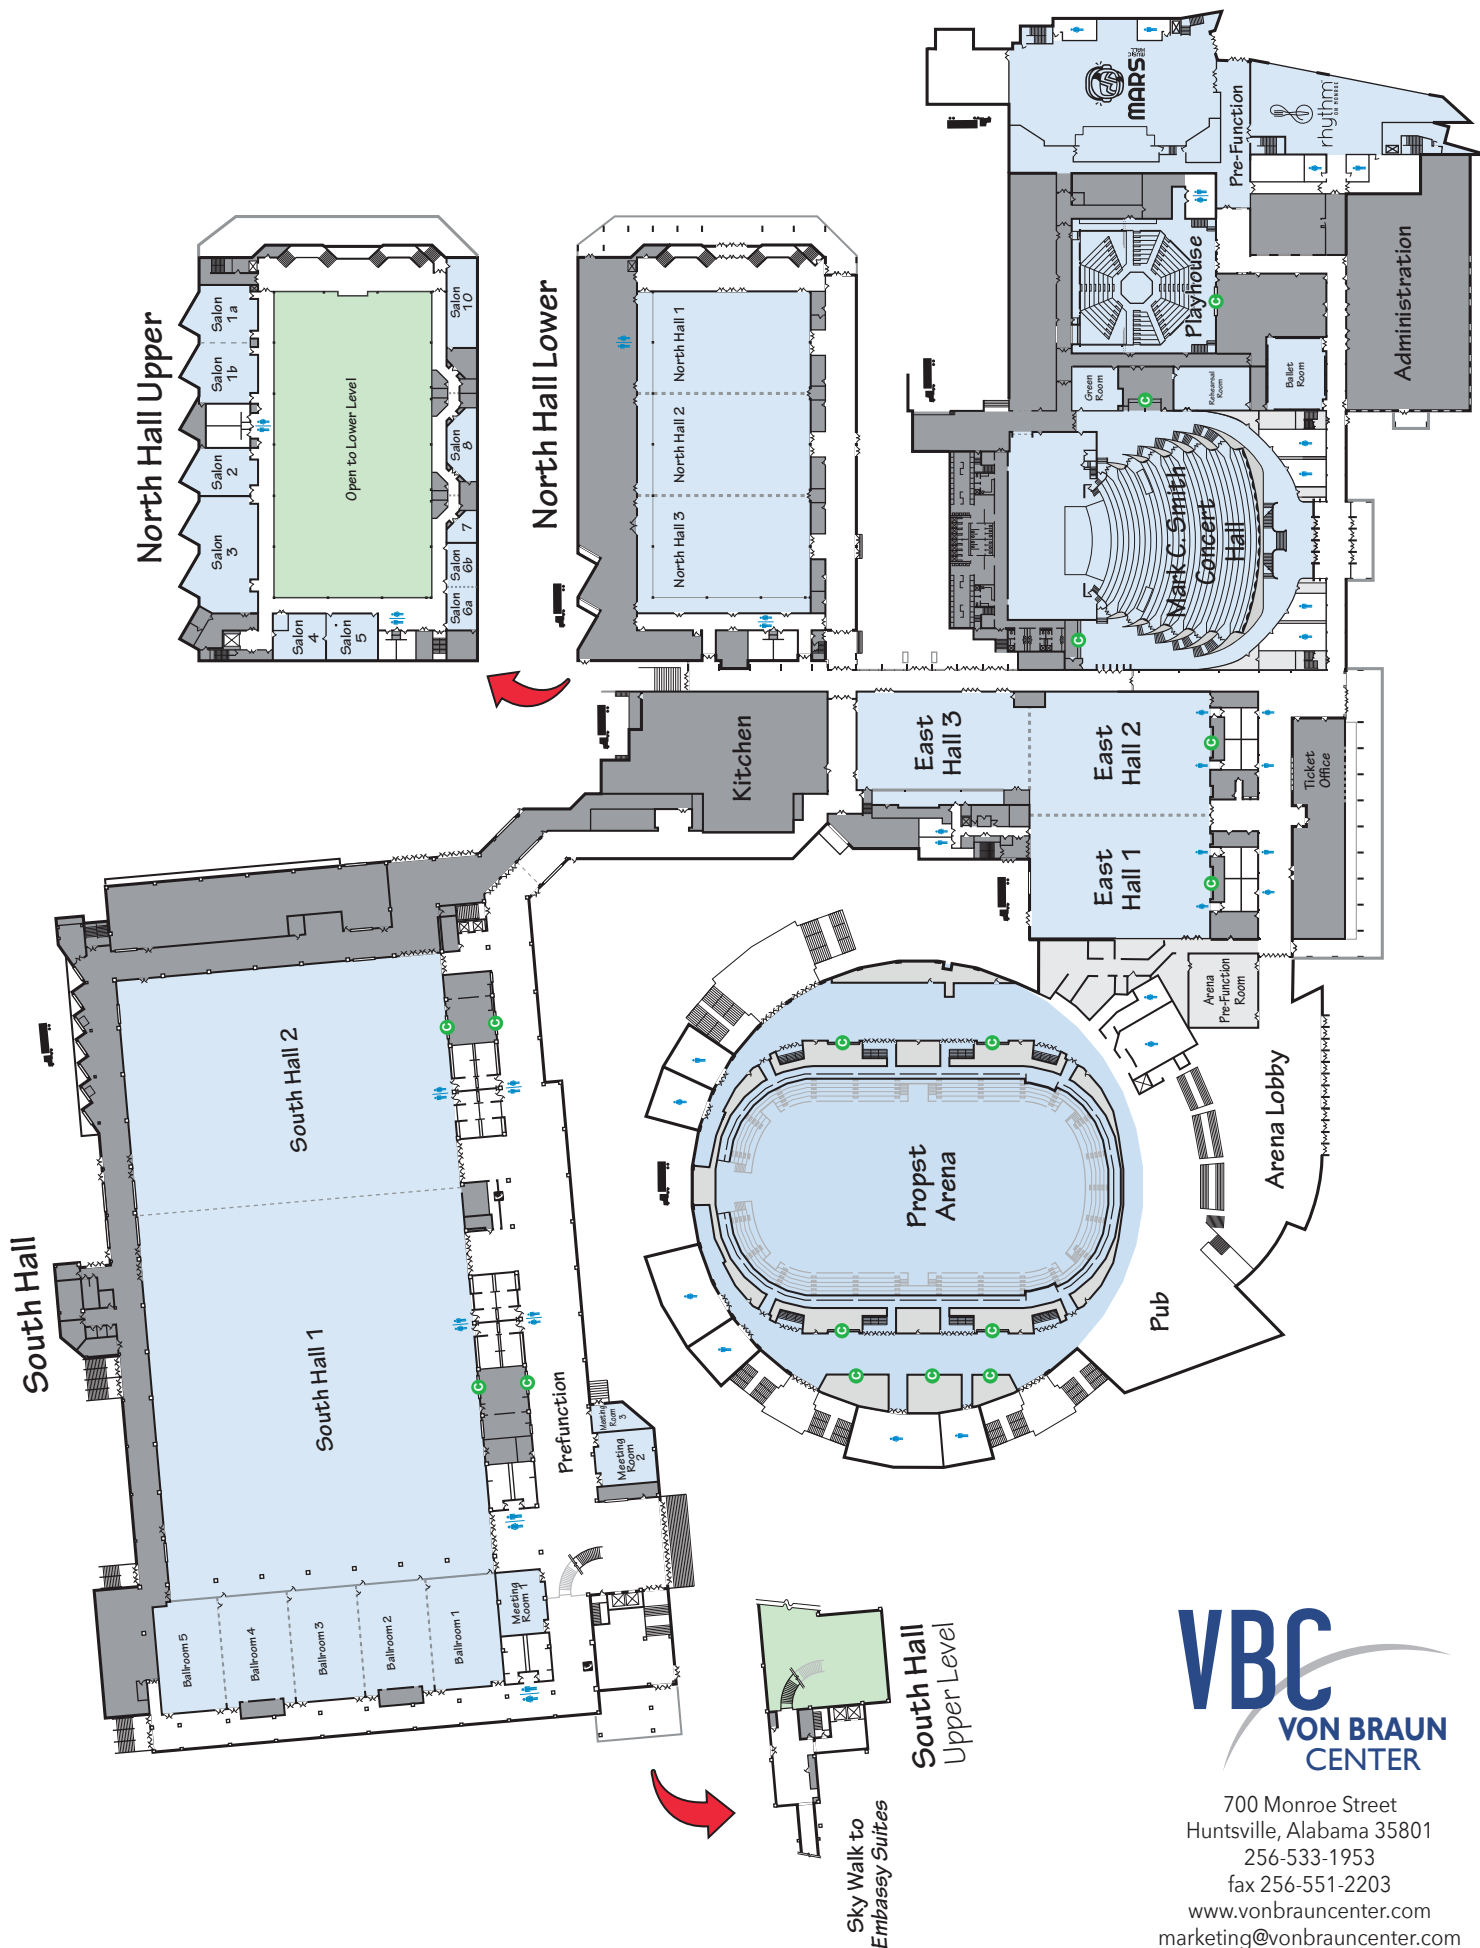 North Hall Upper
Salon
1a
Salon
1b
Salon
2
Salon
3
Salon
4
Salon
5
Salon
6a
Salon
6b
7
Salon
8
Salon
10
Open to Lower Level
North Hall Lower
North Hall 1
North Hall 2
North Hall 3
MARS
MUSIC
HALL
rhythm
ON MONROE
Pre-Function
Playhouse
C
Administration
Green
Room
C
Rehearsal
Room
Ballet
Room
Mark C. Smith
Concert
Hall
C
Kitchen
East
Hall 3
East
Hall 2
East
Hall 1
C
C
Ticket
Office
Arena
Pre-Function
Room
Arena Lobby
Propst
Arena
C
C
C
C
C
C
C
Pub
South Hall
South Hall 2
South Hall 1
C
C
C
C
Prefunction
Meeting
Room
3
Meeting
Room
2
Meeting
Room 1
Ballroom 5
Ballroom 4
Ballroom 3
Ballroom 2
Ballroom 1
South Hall
Upper Level
Sky Walk to
Embassy Suites
VBC
VON BRAUN
CENTER
700 Monroe Street
Huntsville, Alabama 35801
256-533-1953
fax 256-551-2203
www.vonbrauncenter.com
marketing@vonbrauncenter.com